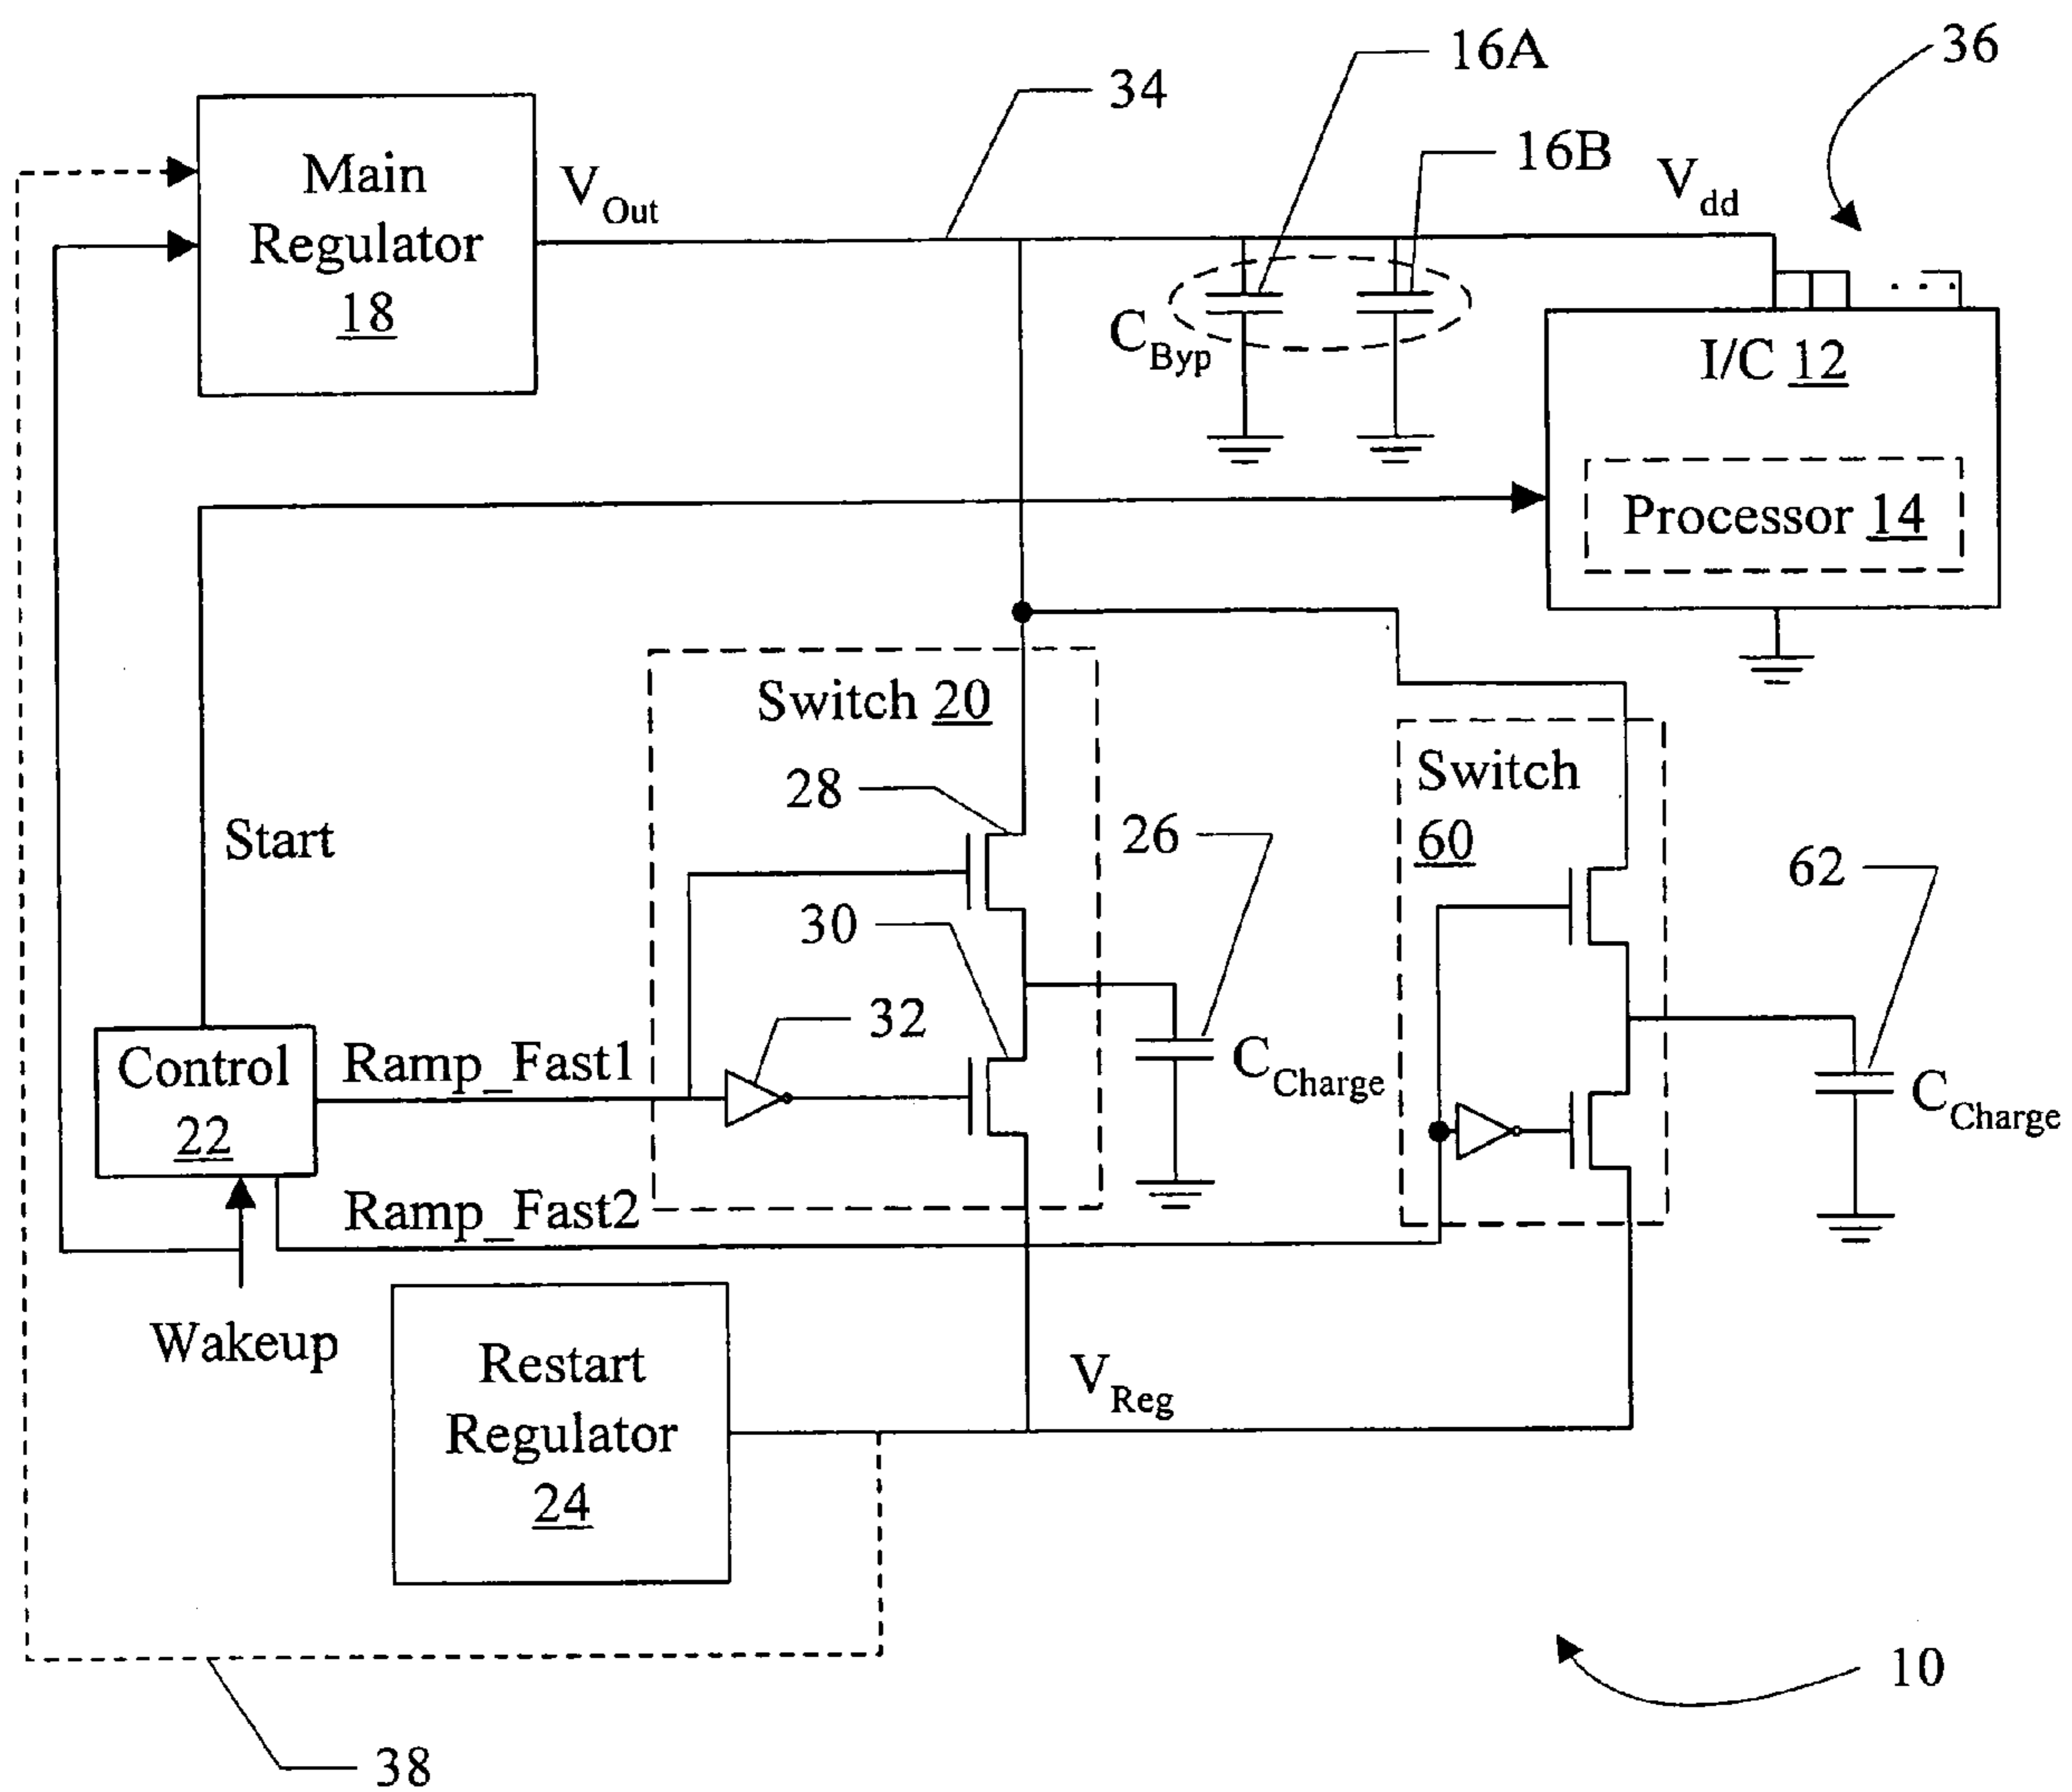 16A
36
34
16B
Main
Regulator
18
V_Out
V_dd
C_Byp
I/C 12
Processor 14
Switch 20
Switch
60
28
26
Start
62
30
32
Control
22
Ramp_Fast1
C_Charge
C_Charge
Ramp_Fast2
Wakeup
Restart
Regulator
24
V_Reg
10
38